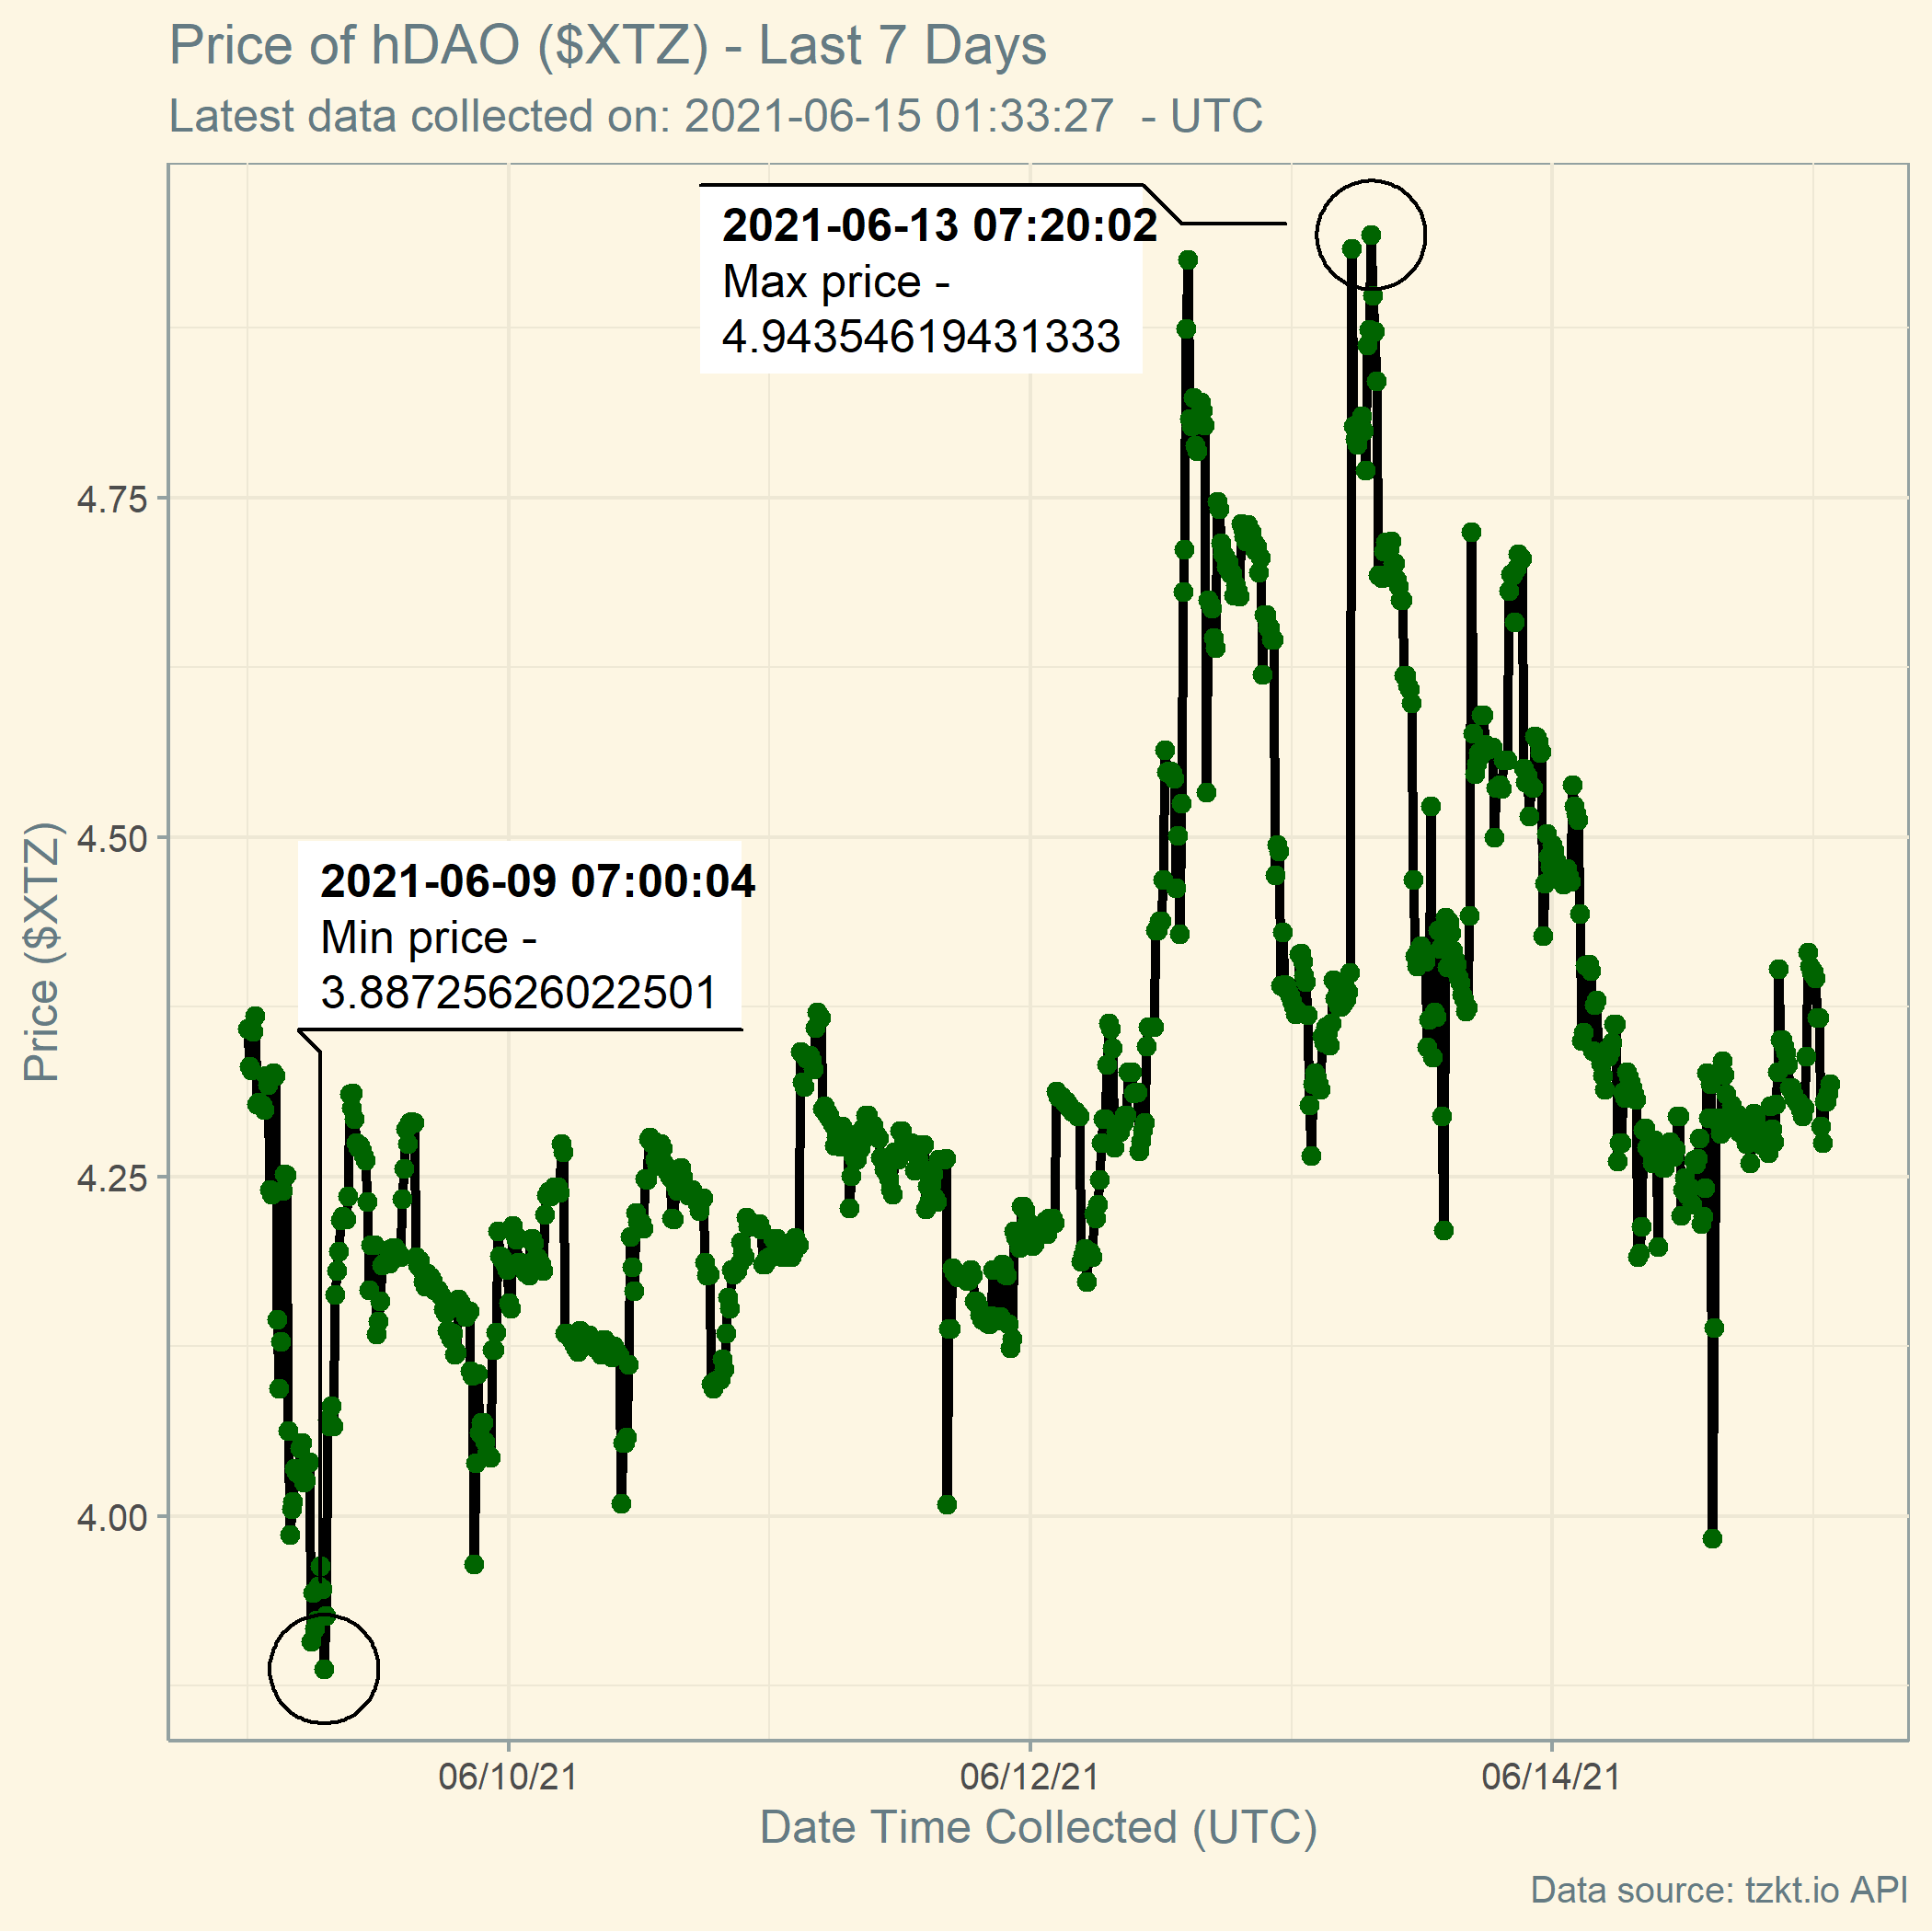 Price of hDAO ($XTZ) - Last 7 Days
Latest data collected on: 2021-06-15 01:33:27  - UTC
2021-06-13 07:20:02
Max price -
4.94354619431333
4.75
4.50
2021-06-09 07:00:04
Min price -
3.88725626022501
Price ($XTZ)
4.25
4.00
06/10/21
06/12/21
06/14/21
Date Time Collected (UTC)
Data source: tzkt.io API